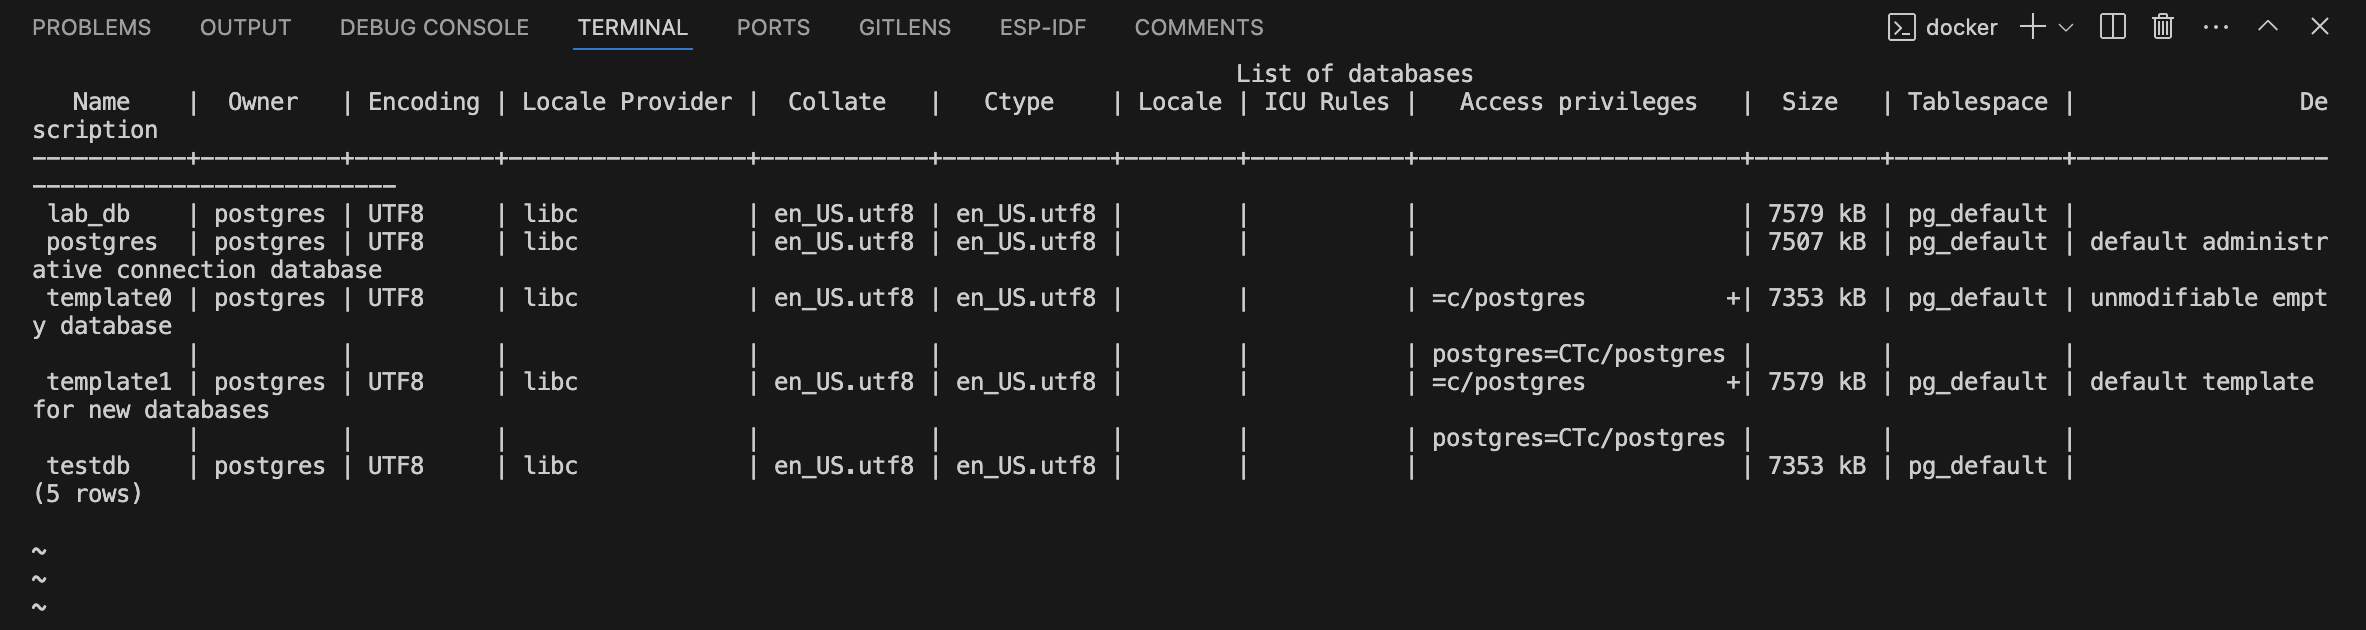 PROBLEMS OUTPUT DEBUG CONSOLE TERMINAL PORTS GITLENS ESP-IDF COMMENTS docker
List of databases
   Name    |  Owner   | Encoding | Locale Provider |  Collate   |   Ctype    | Locale | ICU Rules |   Access privileges   |  Size   | Tablespace |                De
scription
-----------+----------+----------+-----------------+------------+------------+--------+-----------+-----------------------+---------+------------+------------------
--------------------------
 lab_db    | postgres | UTF8     | libc            | en_US.utf8 | en_US.utf8 |        |           |                       | 7579 kB | pg_default |
 postgres  | postgres | UTF8     | libc            | en_US.utf8 | en_US.utf8 |        |           |                       | 7507 kB | pg_default | default administr
ative connection database
 template0 | postgres | UTF8     | libc            | en_US.utf8 | en_US.utf8 |        |           | =c/postgres          +| 7353 kB | pg_default | unmodifiable empt
y database
           |          |          |                 |            |            |        |           | postgres=CTc/postgres |         |            |
 template1 | postgres | UTF8     | libc            | en_US.utf8 | en_US.utf8 |        |           | =c/postgres          +| 7579 kB | pg_default | default template
for new databases
           |          |          |                 |            |            |        |           | postgres=CTc/postgres |         |            |
 testdb    | postgres | UTF8     | libc            | en_US.utf8 | en_US.utf8 |        |           |                       | 7353 kB | pg_default |
(5 rows)
~
~
~